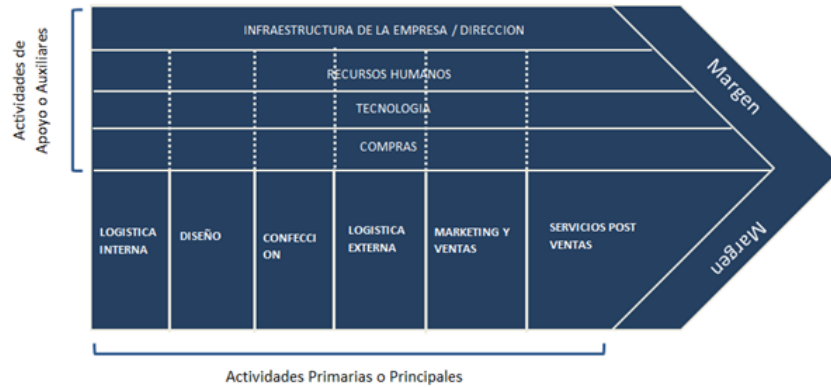 Actividades de
Apoyo o Auxiliares
INFRAESTRUCTURA DE LA EMPRESA / DIRECCION
RECURSOS HUMANOS
TECNOLOGIA
COMPRAS
Margen
LOGISTICA
INTERNA
DISEÑO
CONFECCI
ON
LOGISTICA
EXTERNA
MARKETING Y
VENTAS
SERVICIOS POST
VENTAS
Margen
Actividades Primarias o Principales